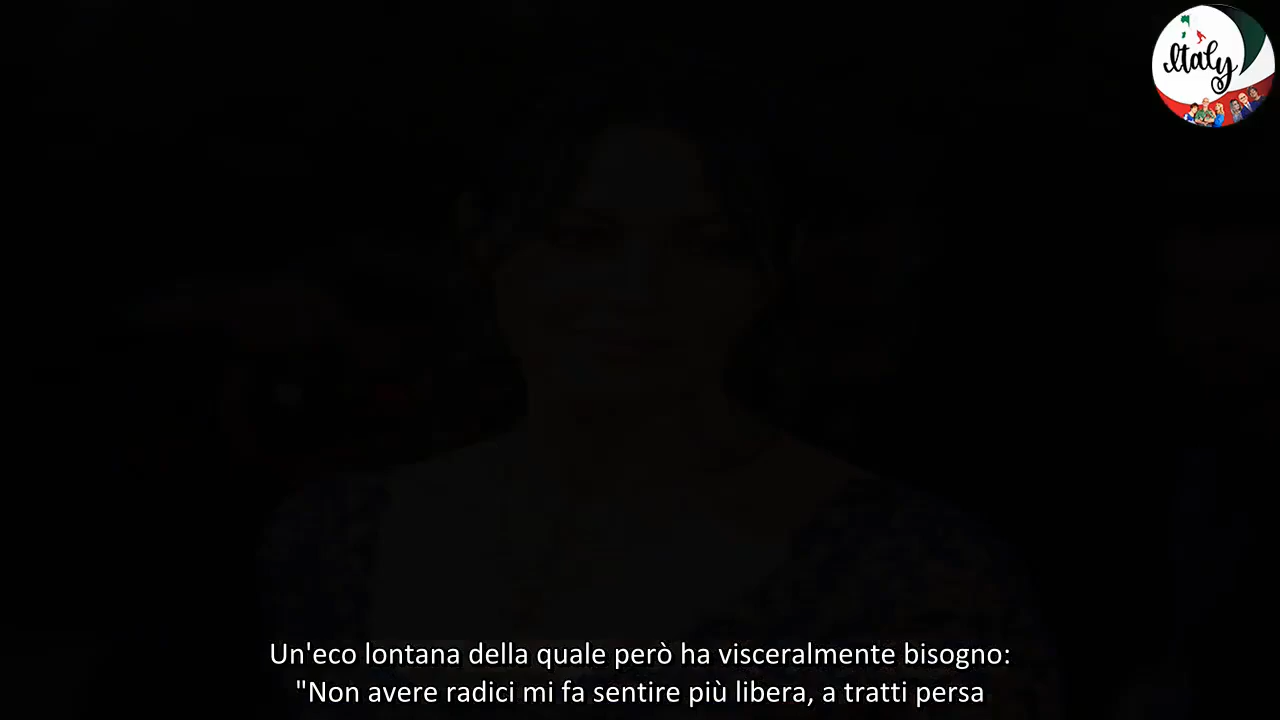 Italy
Un'eco lontana della quale però ha visceralmente bisogno:
"Non avere radici mi fa sentire più libera, a tratti persa